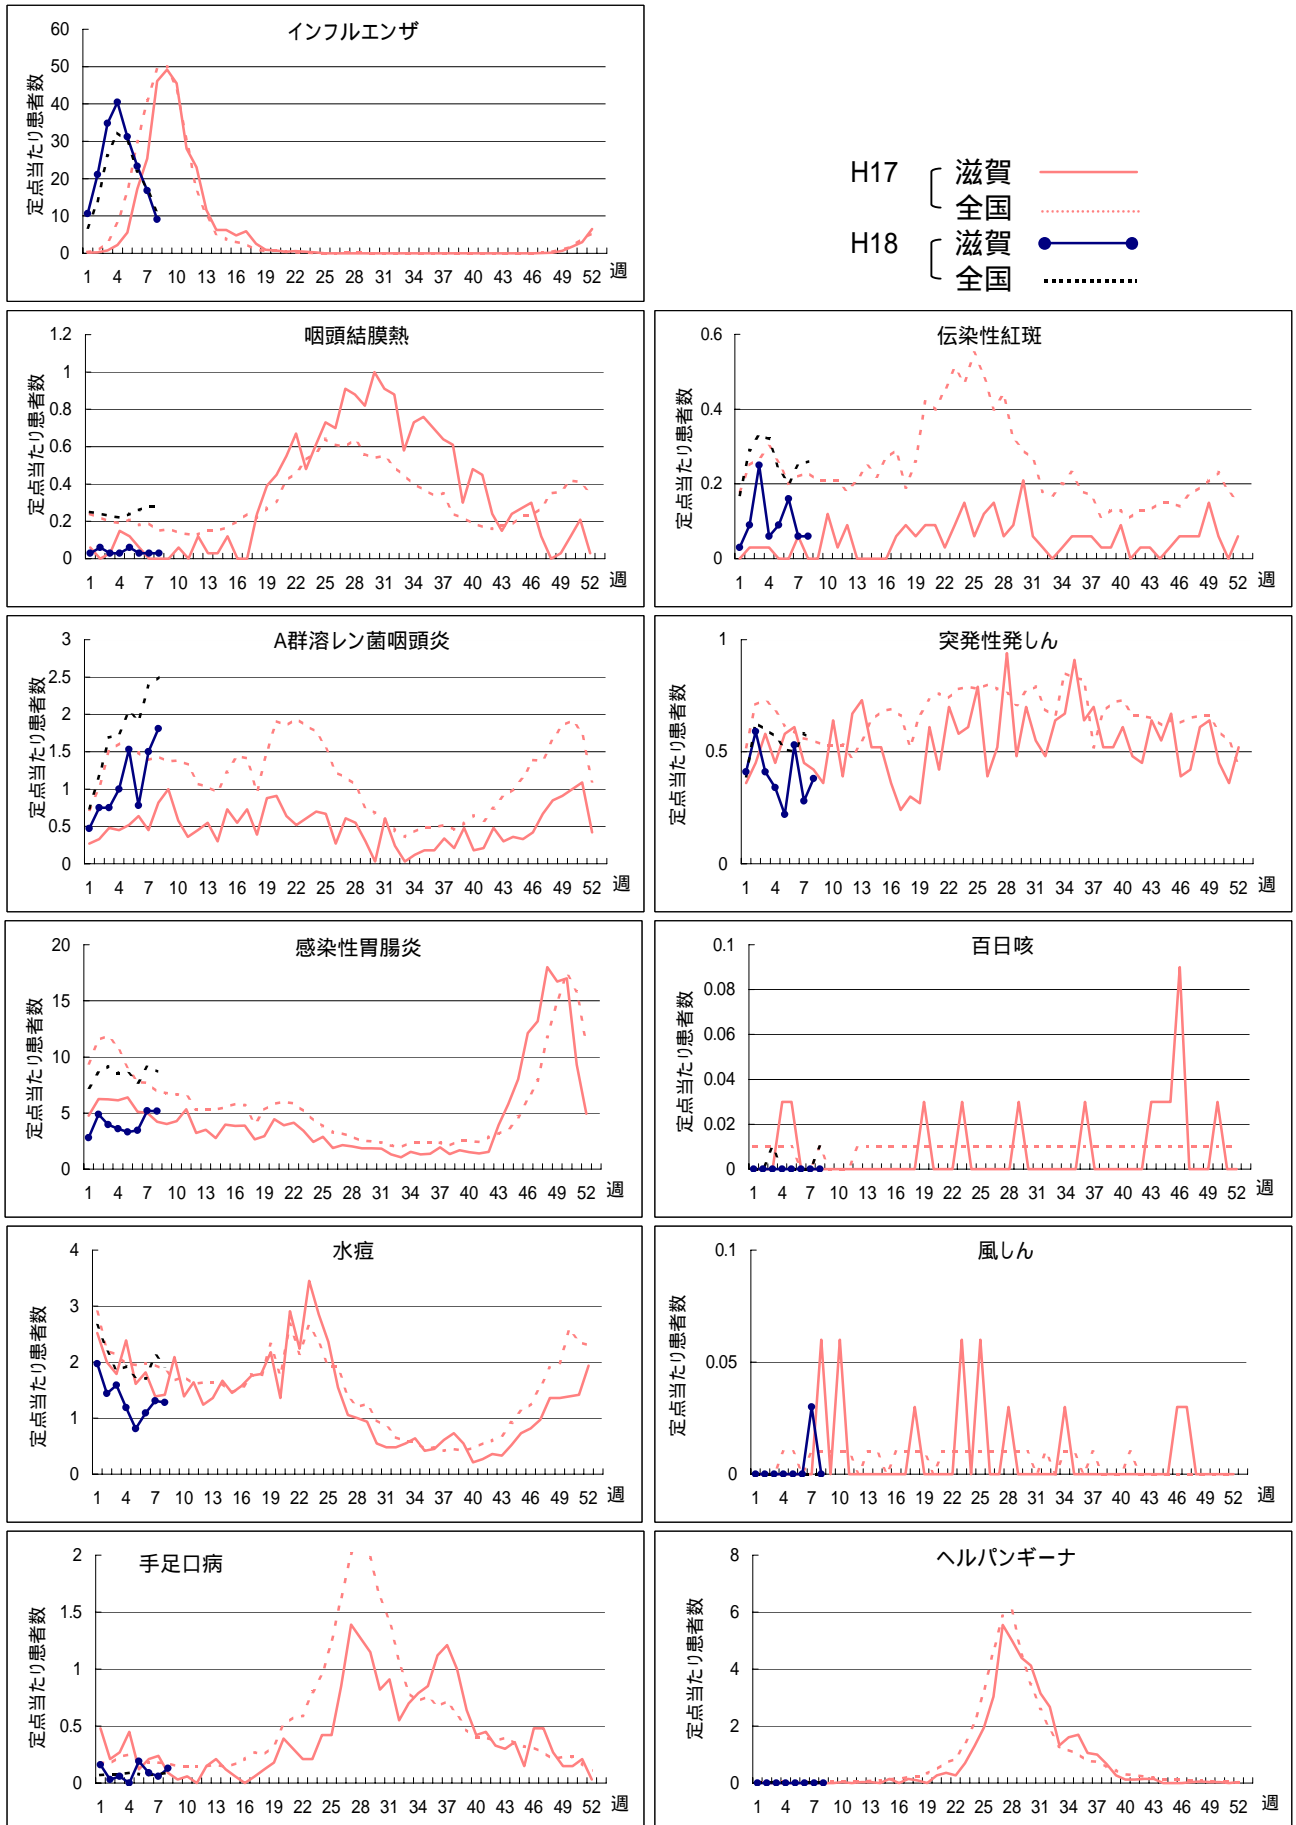 インフルエンザ
定点当たり患者数
60
50
40
30
20
10
0
1 4 7 10 13 16 19 22 25 28 31 34 37 40 43 46 49 52 週
H17 滋賀
全国
H18 滋賀
全国
咽頭結膜熱
定点当たり患者数
1.2
1
0.8
0.6
0.4
0.2
0
1 4 7 10 13 16 19 22 25 28 31 34 37 40 43 46 49 52 週
伝染性紅斑
定点当たり患者数
0.6
0.4
0.2
0
1 4 7 10 13 16 19 22 25 28 31 34 37 40 43 46 49 52 週
A群溶レン菌咽頭炎
定点当たり患者数
3
2.5
2
1.5
1
0.5
0
1 4 7 10 13 16 19 22 25 28 31 34 37 40 43 46 49 52 週
突発性発しん
定点当たり患者数
1
0.5
0
1 4 7 10 13 16 19 22 25 28 31 34 37 40 43 46 49 52 週
感染性胃腸炎
定点当たり患者数
20
15
10
5
0
1 4 7 10 13 16 19 22 25 28 31 34 37 40 43 46 49 52 週
百日咳
定点当たり患者数
0.1
0.08
0.06
0.04
0.02
0
1 4 7 10 13 16 19 22 25 28 31 34 37 40 43 46 49 52 週
水痘
定点当たり患者数
4
3
2
1
0
1 4 7 10 13 16 19 22 25 28 31 34 37 40 43 46 49 52 週
風しん
定点当たり患者数
0.1
0.05
0
1 4 7 10 13 16 19 22 25 28 31 34 37 40 43 46 49 52 週
手足口病
定点当たり患者数
2
1.5
1
0.5
0
1 4 7 10 13 16 19 22 25 28 31 34 37 40 43 46 49 52 週
ヘルパンギーナ
定点当たり患者数
8
6
4
2
0
1 4 7 10 13 16 19 22 25 28 31 34 37 40 43 46 49 52 週